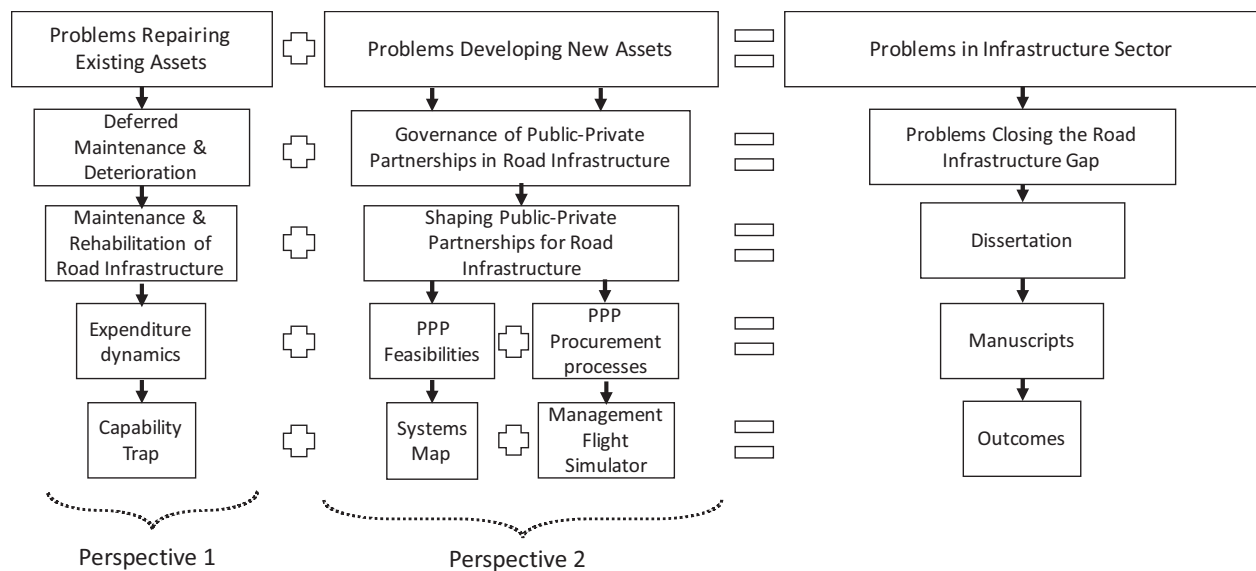 Problems Repairing
Existing Assets
Problems Developing New Assets
Problems in Infrastructure Sector
Deferred
Maintenance &
Deterioration
Governance of Public-Private
Partnerships in Road Infrastructure
Problems Closing the Road
Infrastructure Gap
Maintenance &
Rehabilitation of
Road Infrastructure
Shaping Public-Private
Partnerships for Road
Infrastructure
Dissertation
Expenditure
dynamics
PPP
Feasibilities
PPP
Procurement
processes
Manuscripts
Capability
Trap
Systems
Map
Management
Flight
Simulator
Outcomes
Perspective 1
Perspective 2